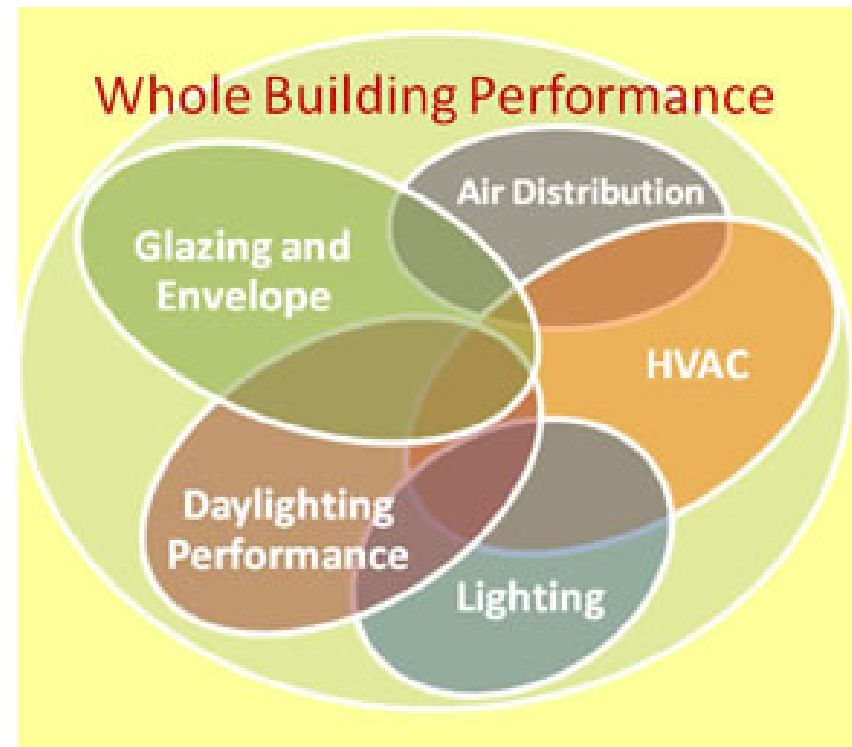 Whole Building Performance
Air Distribution
Glazing and
Envelope
HVAC
Daylighting
Performance
Lighting